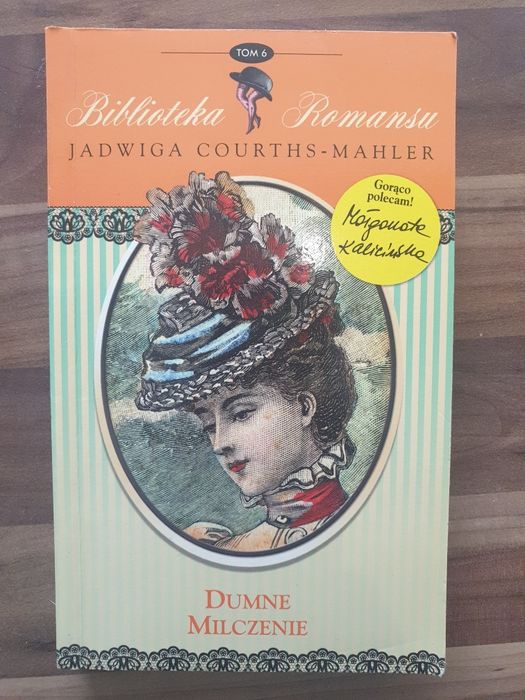 TOM 6
Biblioteka Romansu
JADWIGA COURTHS-MAHLER
Gorąco
polecam!
Małgorzata
Kalicińska
DUMNE
MILCZENIE